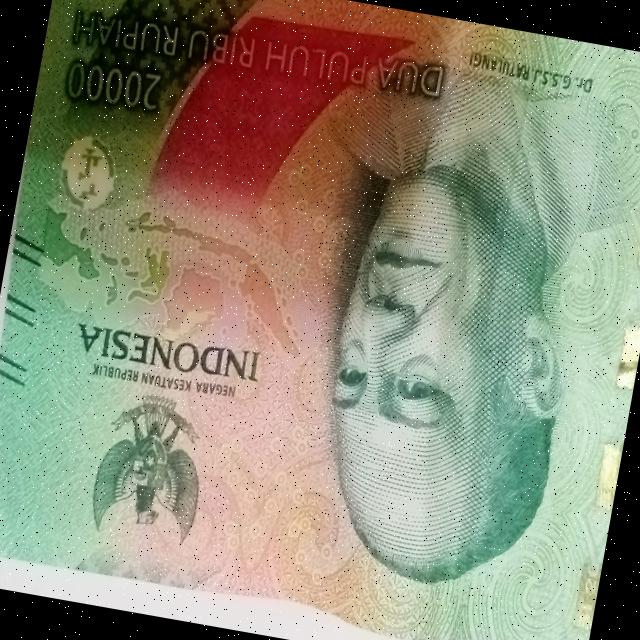 NEGARA KESATUAN REPUBLIK
INDONESIA
20000
DUA PULUH RIBU RUPIAH
Dr. G.S.S.J. RATULANGI